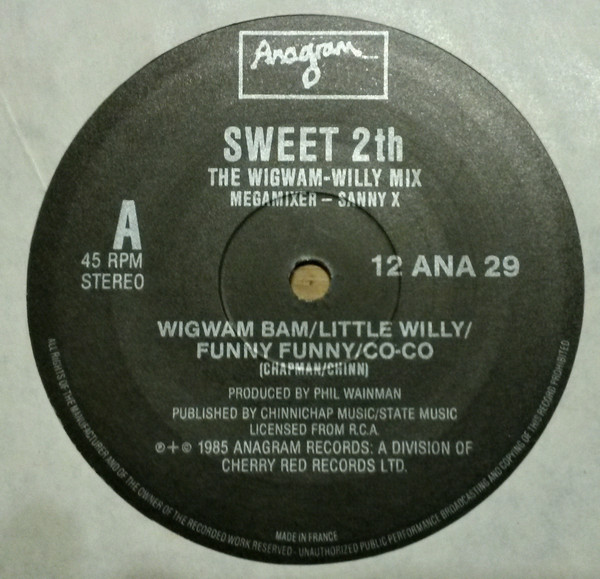 Anagram
SWEET 2th
THE WIGWAM-WILLY MIX
MEGAMIXER – SANNY X
A
45 RPM
STEREO
12 ANA 29
WIGWAM BAM/LITTLE WILLY/
FUNNY FUNNY/CO-CO
(CHAPMAN/CHINN)
PRODUCED BY PHIL WAINMAN
PUBLISHED BY CHINNICHAP MUSIC/STATE MUSIC
LICENSED FROM R.C.A.
℗+© 1985 ANAGRAM RECORDS: A DIVISION OF
CHERRY RED RECORDS LTD.
MADE IN FRANCE
ALL RIGHTS OF THE MANUFACTURER AND OF THE OWNER OF THE RECORDED WORK RESERVED - UNAUTHORIZED PUBLIC PERFORMANCE BROADCASTING AND COPYING OF THIS RECORD PROHIBITED